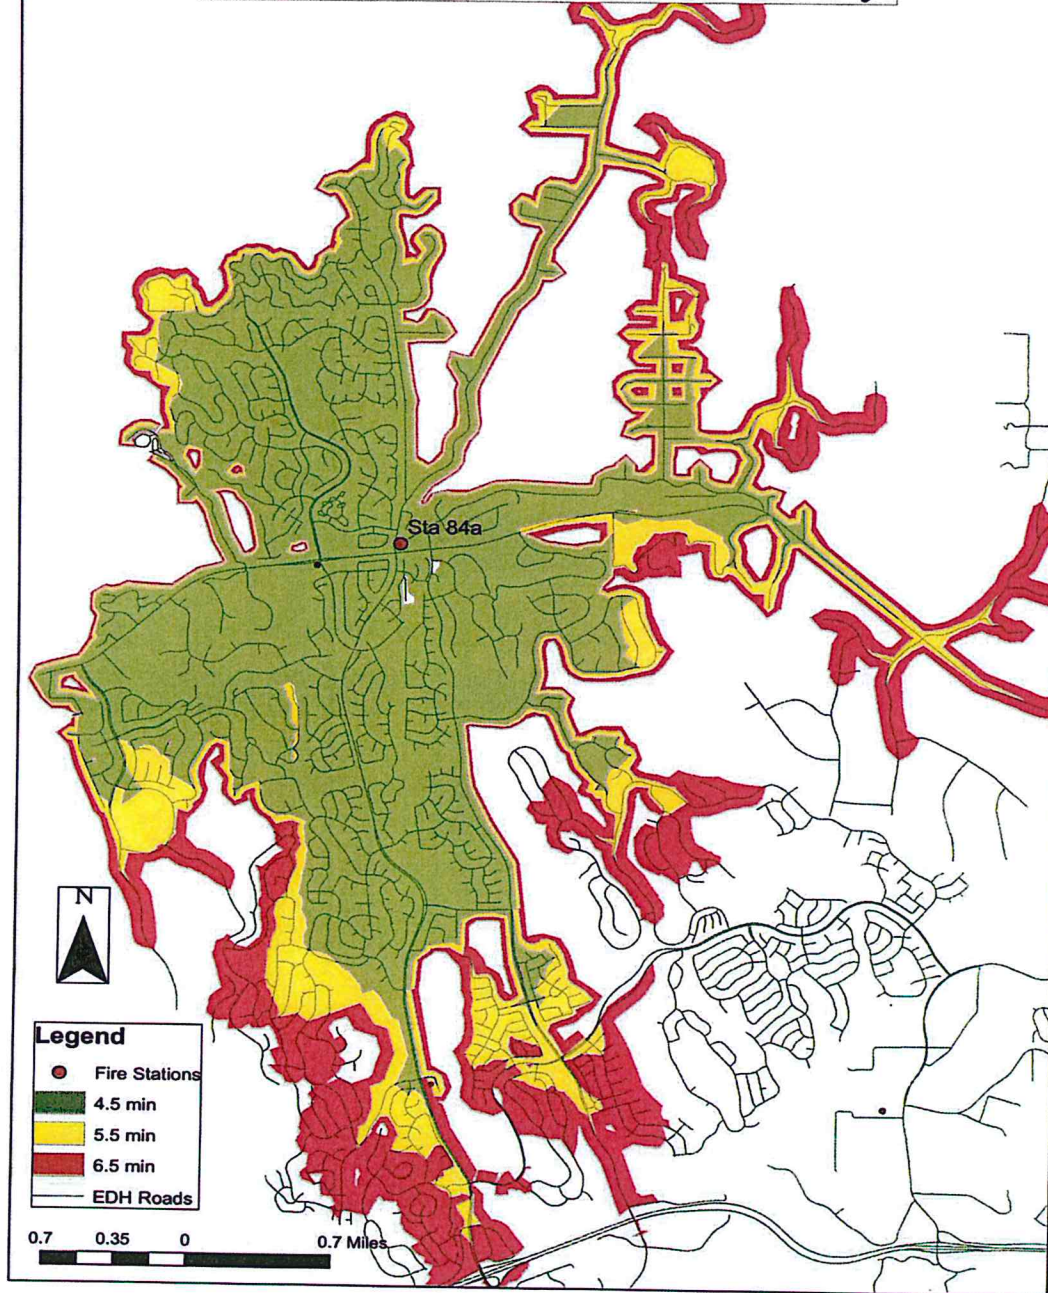 Sta 84a
N
Legend
Fire Stations
4.5 min
5.5 min
6.5 min
EDH Roads
0.7 0.35 0 0.7 Miles